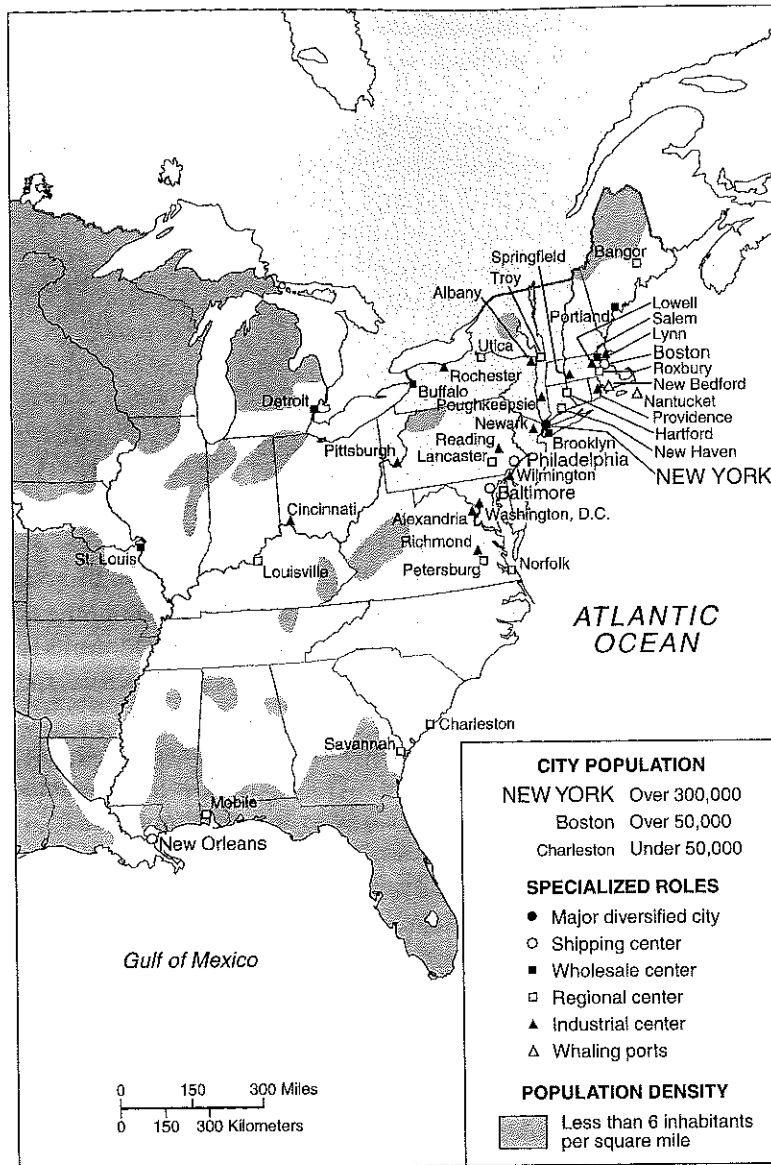 Springfield
Troy
Albany
Bangor
Portland
Lowell
Salem
Lynn
Boston
Roxbury
New Bedford
Nantucket
Providence
Hartford
New Haven
NEW YORK
Utica
Rochester
Buffalo
Poughkeepsie
Detroit
Newark
Brooklyn
Pittsburgh
Reading
Lancaster
Philadelphia
Wilmington
Baltimore
Cincinnati
Alexandria
Washington, D.C.
Richmond
St. Louis
Louisville
Petersburg
Norfolk
ATLANTIC
OCEAN
Charleston
Savannah
Mobile
New Orleans
Gulf of Mexico
0 150 300 Miles
0 150 300 Kilometers
CITY POPULATION
NEW YORK Over 300,000
Boston Over 50,000
Charleston Under 50,000
SPECIALIZED ROLES
Major diversified city
Shipping center
Wholesale center
Regional center
Industrial center
Whaling ports
POPULATION DENSITY
Less than 6 inhabitants
per square mile